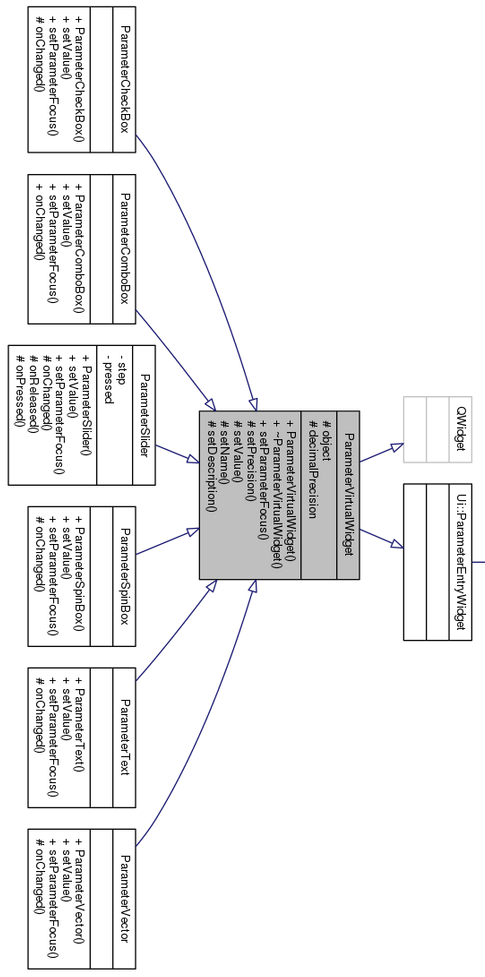 QWidget
Ui::ParameterEntryWidget
ParameterVirtualWidget
# object
# decimalPrecision
+ ParameterVirtualWidget()
+ ~ParameterVirtualWidget()
+ setParameterFocus()
# setPrecision()
# setValue()
# setName()
# setDescription()
ParameterCheckBox
+ ParameterCheckBox()
+ setValue()
+ setParameterFocus()
# onChanged()
ParameterComboBox
+ ParameterComboBox()
+ setValue()
+ setParameterFocus()
+ onChanged()
ParameterSlider
- step
- pressed
+ ParameterSlider()
+ setValue()
+ setParameterFocus()
# onChanged()
# onReleased()
# onPressed()
ParameterSpinBox
+ ParameterSpinBox()
+ setValue()
+ setParameterFocus()
# onChanged()
ParameterText
+ ParameterText()
+ setValue()
+ setParameterFocus()
# onChanged()
ParameterVector
+ ParameterVector()
+ setValue()
+ setParameterFocus()
# onChanged()